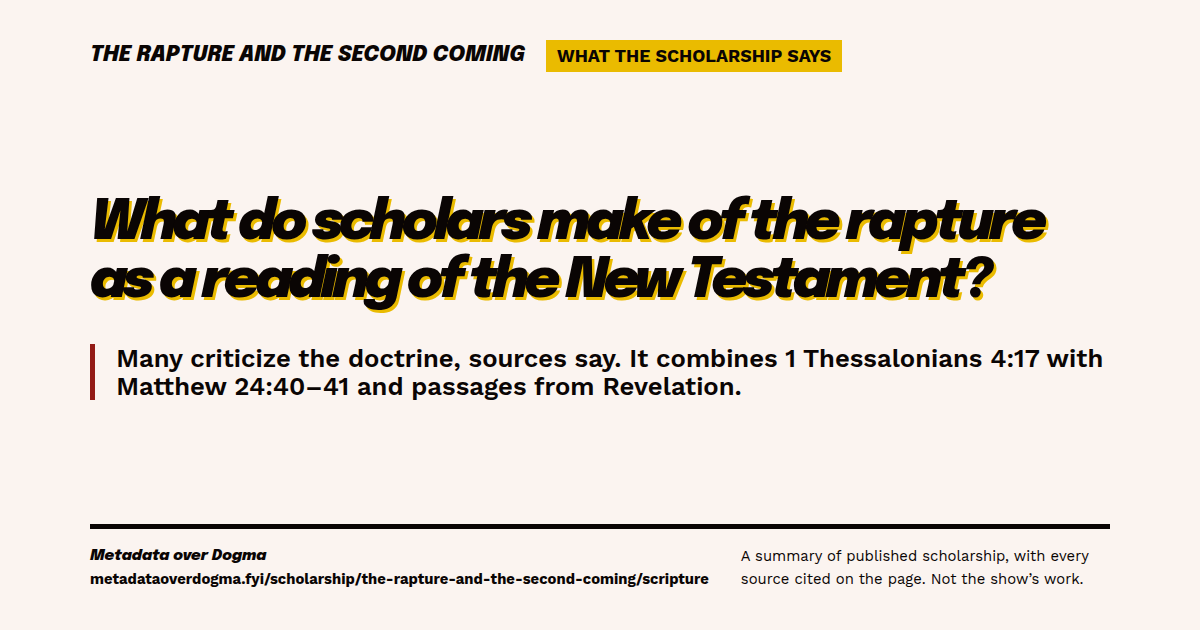 THE RAPTURE AND THE SECOND COMING
WHAT THE SCHOLARSHIP SAYS
What do scholars make of the rapture
as a reading of the New Testament?
Many criticize the doctrine, sources say. It combines 1 Thessalonians 4:17 with
Matthew 24:40–41 and passages from Revelation.
Metadata over Dogma
metadataoverdogma.fyi/scholarship/the-rapture-and-the-second-coming/scripture
A summary of published scholarship, with every
source cited on the page. Not the show’s work.